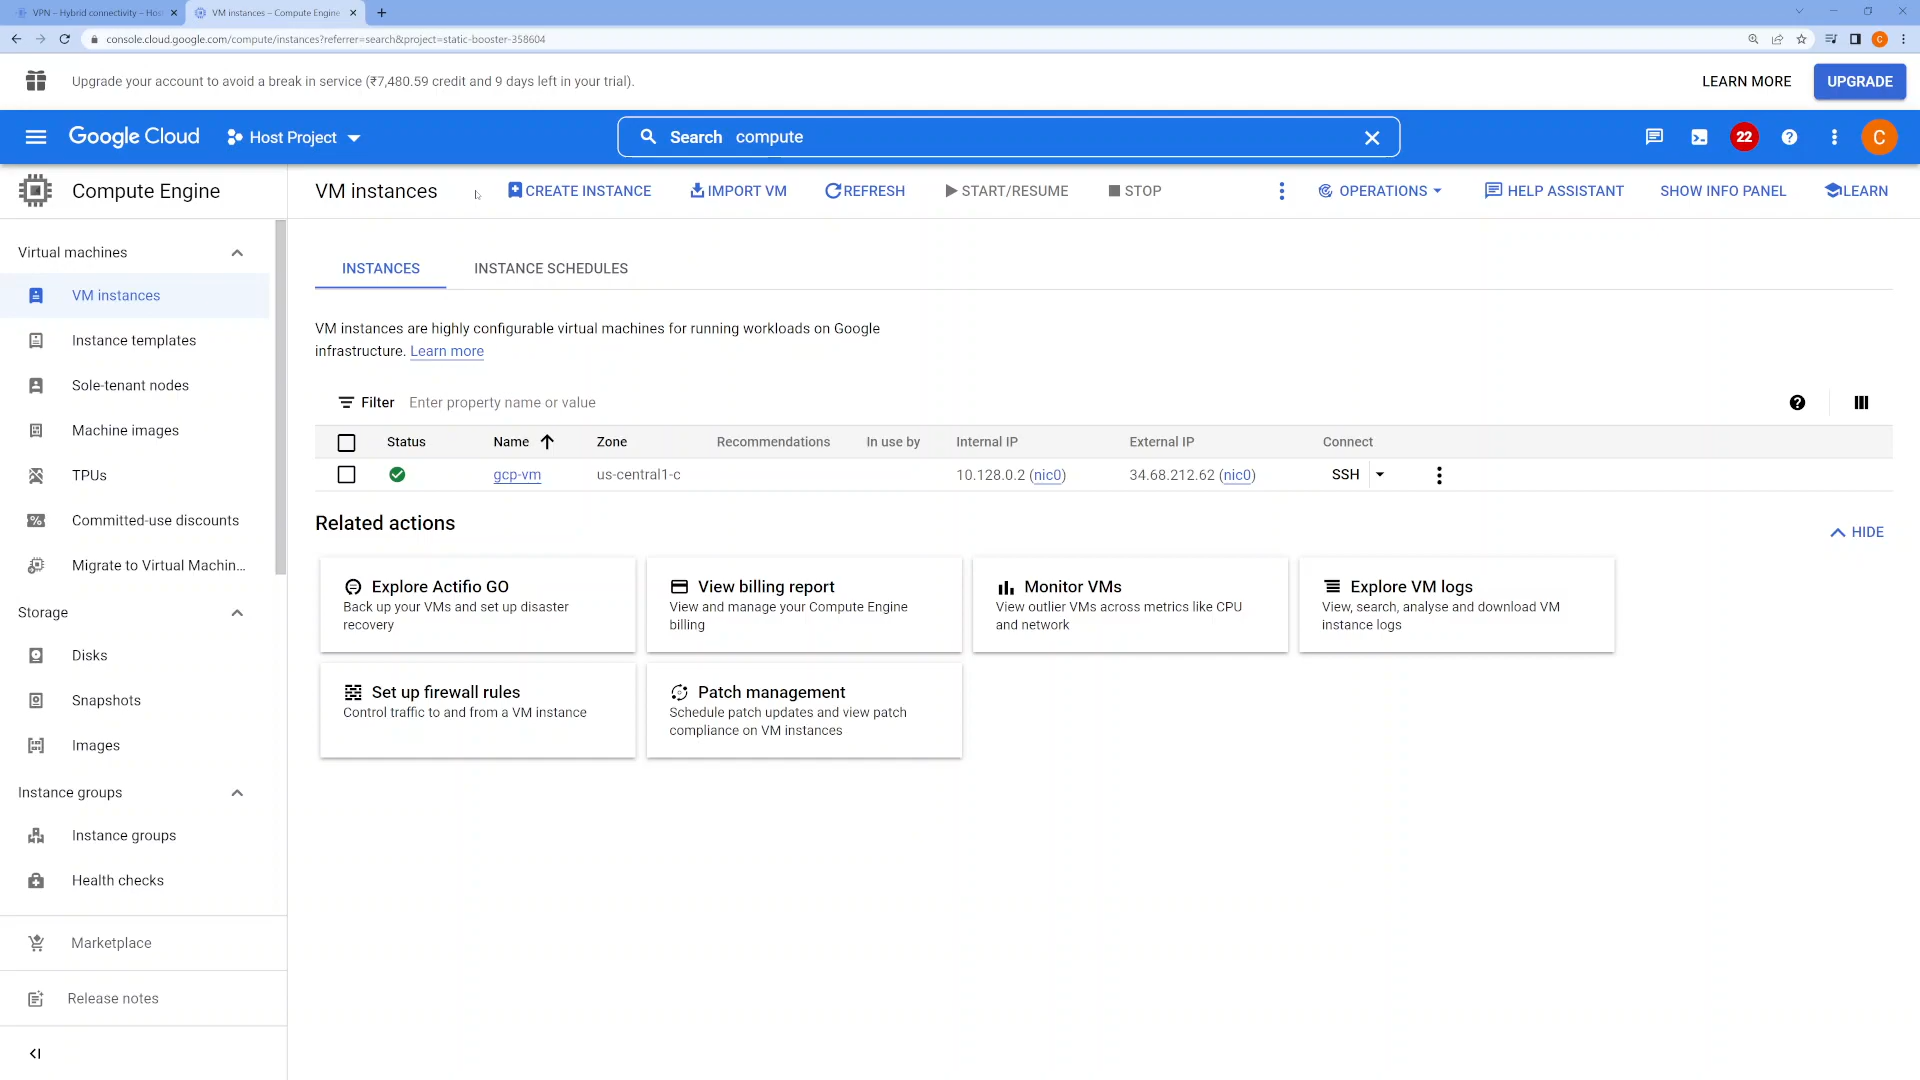 VPN – Hybrid connectivity – Host
VM instances – Compute Engine
console.cloud.google.com/compute/instances?referrer=search&project=static-booster-358604
C
Upgrade your account to avoid a break in service (₹7,480.59 credit and 9 days left in your trial).
LEARN MORE
UPGRADE
Google Cloud
Host Project
Search compute
22
C
Compute Engine
VM instances
CREATE INSTANCE
IMPORT VM
REFRESH
START/RESUME
STOP
OPERATIONS
HELP ASSISTANT
SHOW INFO PANEL
LEARN
Virtual machines
VM instances
Instance templates
Sole-tenant nodes
Machine images
TPUs
Committed-use discounts
Migrate to Virtual Machin...
Storage
Disks
Snapshots
Images
Instance groups
Instance groups
Health checks
Marketplace
Release notes
INSTANCES
INSTANCE SCHEDULES
VM instances are highly configurable virtual machines for running workloads on Google
infrastructure. Learn more
Filter Enter property name or value
Status Name Zone Recommendations In use by Internal IP External IP Connect
gcp-vm us-central1-c 10.128.0.2 (nic0) 34.68.212.62 (nic0) SSH
Related actions
HIDE
Explore Actifio GO
Back up your VMs and set up disaster
recovery
View billing report
View and manage your Compute Engine
billing
Monitor VMs
View outlier VMs across metrics like CPU
and network
Explore VM logs
View, search, analyse and download VM
instance logs
Set up firewall rules
Control traffic to and from a VM instance
Patch management
Schedule patch updates and view patch
compliance on VM instances